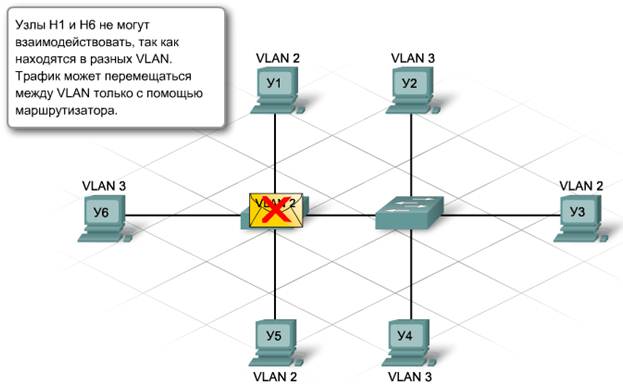 Узлы H1 и H6 не могут
взаимодействовать, так как
находятся в разных VLAN.
Трафик может перемещаться
между VLAN только с помощью
маршрутизатора.
VLAN 2
У1
VLAN 3
У2
VLAN 3
У6
VLAN 2
VLAN 2
У3
У5
VLAN 2
У4
VLAN 3